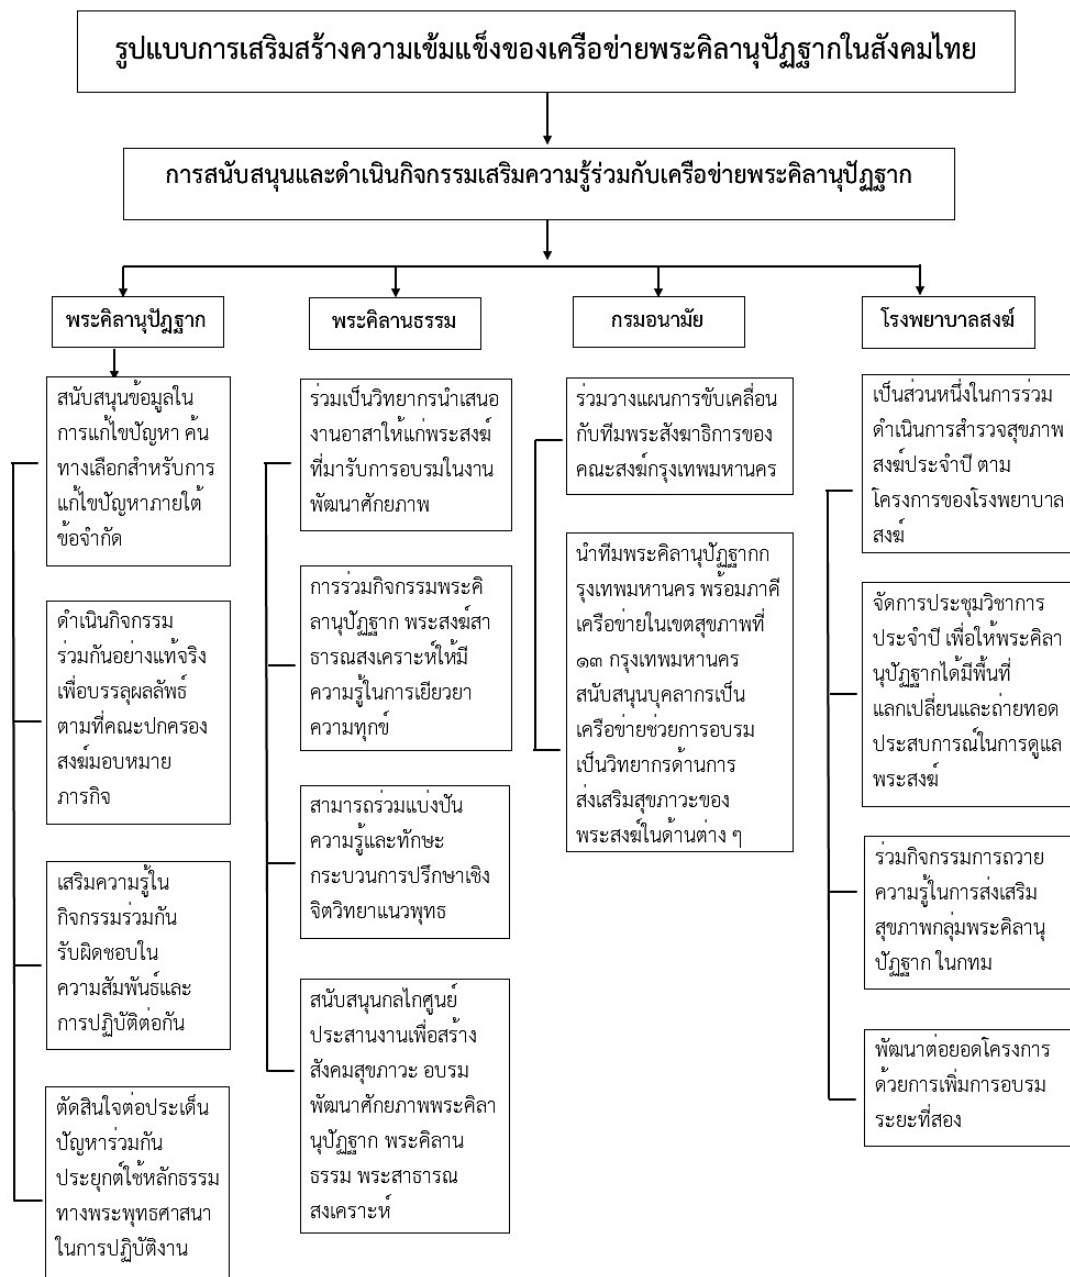 รูปแบบการเสริมสร้างความเข้มแข็งของเครือข่ายพระคิลานุปัฏฐากในสังคมไทย
การสนับสนุนและดำเนินกิจกรรมเสริมความรู้ร่วมกับเครือข่ายพระคิลานุปัฏฐาก
พระคิลานุปัฏฐาก
สนับสนุนข้อมูลใน
การแก้ไขปัญหา ค้น
ทางเลือกสำหรับการ
แก้ไขปัญหาภายใต้
ข้อจำกัด
ดำเนินกิจกรรม
ร่วมกันอย่างแท้จริง
เพื่อบรรลุผลลัพธ์
ตามที่คณะปกครอง
สงฆ์มอบหมาย
ภารกิจ
เสริมความรู้ใน
กิจกรรมร่วมกัน
รับผิดชอบใน
ความสัมพันธ์และ
การปฏิบัติต่อกัน
ตัดสินใจต่อประเด็น
ปัญหาร่วมกัน
ประยุกต์ใช้หลักธรรม
ทางพระพุทธศาสนา
ในการปฏิบัติงาน
พระคิลานธรรม
ร่วมเป็นวิทยากรนำเสนอ
งานอาสาให้แก่พระสงฆ์
ที่มารับการอบรมในงาน
พัฒนาศักยภาพ
การร่วมกิจกรรมพระคิ
ลานุปัฏฐาก พระสงฆ์สา
ธารณสงเคราะห์ให้มี
ความรู้ในการเยียวยา
ความทุกข์
สามารถร่วมแบ่งปัน
ความรู้และทักษะ
กระบวนการปรึกษาเชิง
จิตวิทยาแนวพุทธ
สนับสนุนกลไกศูนย์
ประสานงานเพื่อสร้าง
สังคมสุขภาวะ อบรม
พัฒนาศักยภาพพระคิลา
นุปัฏฐาก พระคิลาน
ธรรม พระสาธารณ
สงเคราะห์
กรมอนามัย
ร่วมวางแผนการขับเคลื่อน
กับทีมพระสังฆาธิการของ
คณะสงฆ์กรุงเทพมหานคร
นำทีมพระคิลานุปัฏฐากก
รุงเทพมหานคร พร้อมภาคี
เครือข่ายในเขตสุขภาพที่
๑๓ กรุงเทพมหานคร
สนับสนุนบุคลากรเป็น
เครือข่ายช่วยการอบรม
เป็นวิทยากรด้านการ
ส่งเสริมสุขภาวะของ
พระสงฆ์ในด้านต่าง ๆ
โรงพยาบาลสงฆ์
เป็นส่วนหนึ่งในการร่วม
ดำเนินการสำรวจสุขภาพ
สงฆ์ประจำปี ตาม
โครงการของโรงพยาบาล
สงฆ์
จัดการประชุมวิชาการ
ประจำปี เพื่อให้พระคิลา
นุปัฏฐากได้มีพื้นที่
แลกเปลี่ยนและถ่ายทอด
ประสบการณ์ในการดูแล
พระสงฆ์
ร่วมกิจกรรมการถวาย
ความรู้ในการส่งเสริม
สุขภาพกลุ่มพระคิลานุ
ปัฏฐาก ในกทม
พัฒนาต่อยอดโครงการ
ด้วยการเพิ่มการอบรม
ระยะที่สอง